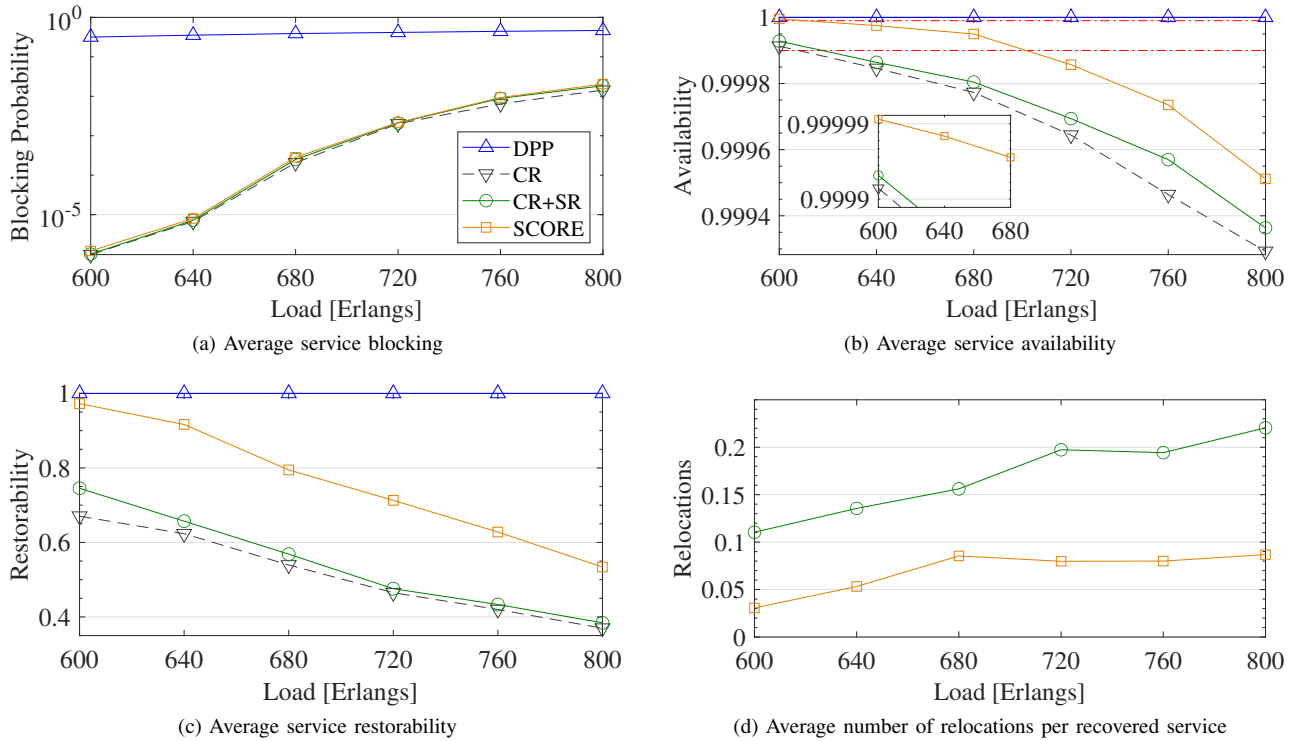 10^0
10^-5
Blocking Probability
DPP
CR
CR+SR
SCORE
600 640 680 720 760 800
Load [Erlangs]
(a) Average service blocking
1
0.9998
0.9996
0.9994
Availability
0.99999
0.9999
600 640 680
600 640 680 720 760 800
Load [Erlangs]
(b) Average service availability
1
0.8
0.6
0.4
Restorability
600 640 680 720 760 800
Load [Erlangs]
(c) Average service restorability
0.2
0.15
0.1
0.05
0
Relocations
600 640 680 720 760 800
Load [Erlangs]
(d) Average number of relocations per recovered service